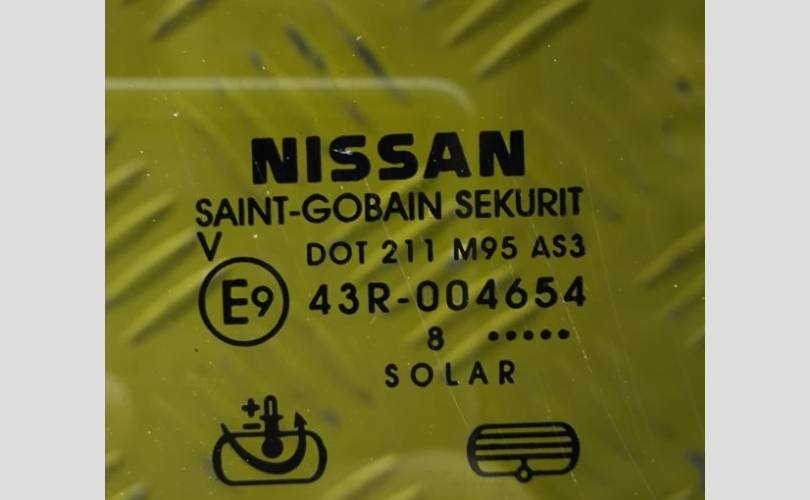 NISSAN
SAINT-GOBAIN SEKURIT
V DOT 211 M95 AS3
E9 43R-004654
8 •••••
SOLAR
+
-